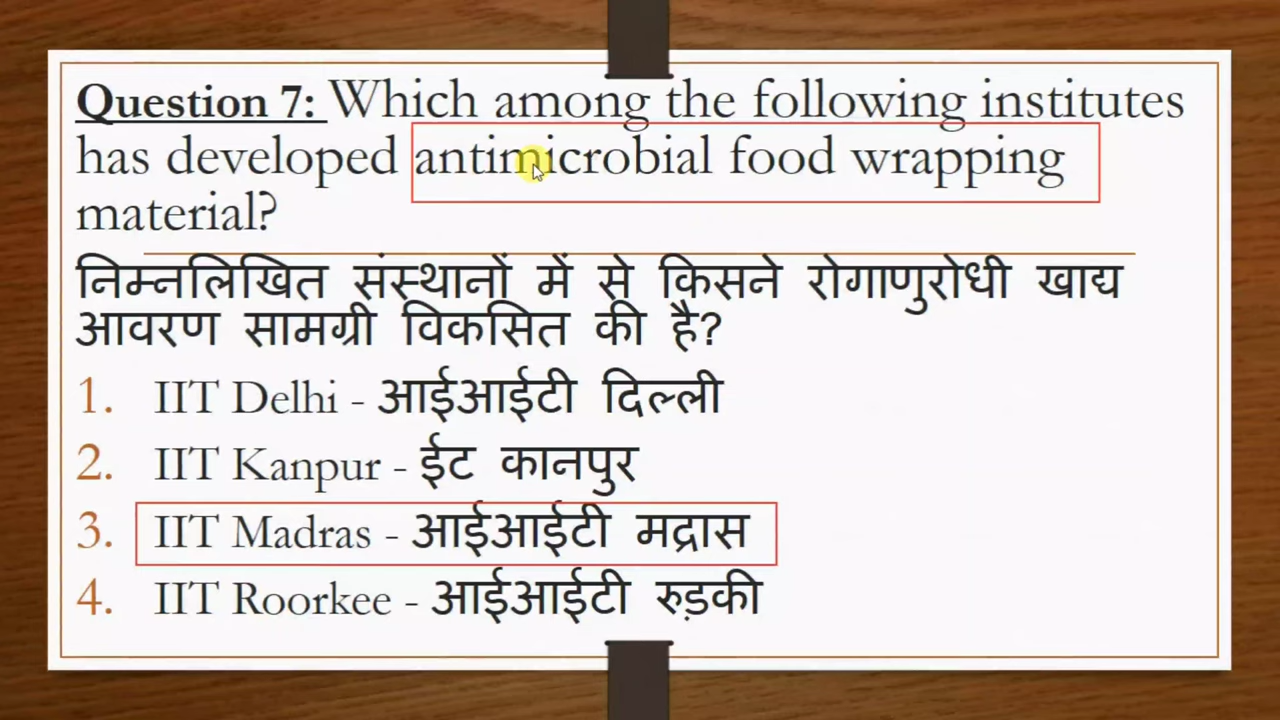 Question 7: Which among the following institutes
has developed antimicrobial food wrapping
material?
निम्नलिखित संस्थानों में से किसने रोगाणुरोधी खाद्य
आवरण सामग्री विकसित की है?
1. IIT Delhi - आईआईटी दिल्ली
2. IIT Kanpur - ईट कानपुर
3. IIT Madras - आईआईटी मद्रास
4. IIT Roorkee - आईआईटी रुड़की